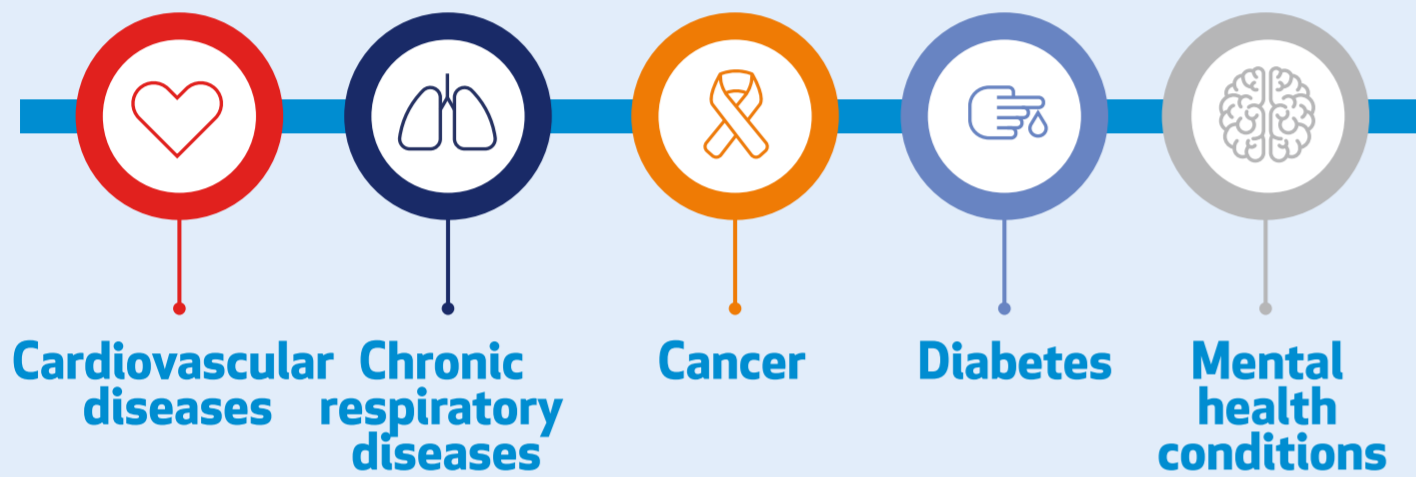 Cardiovascular
diseases
Chronic
respiratory
diseases
Cancer
Diabetes
Mental
health
conditions